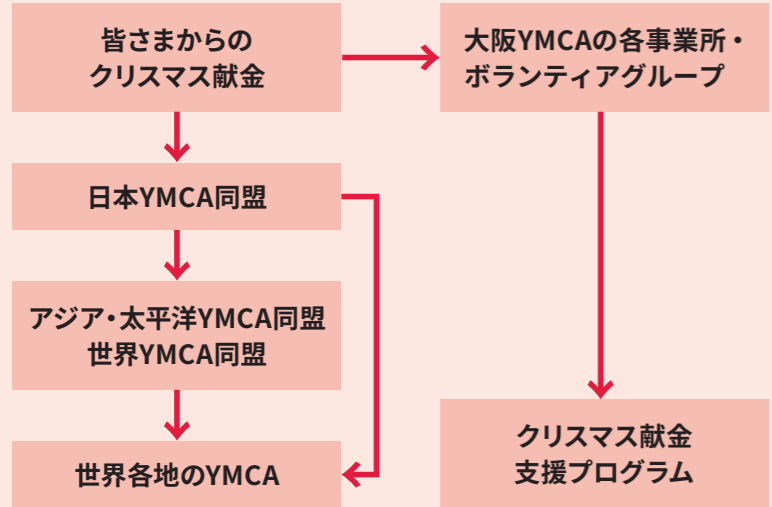 皆さまからの
クリスマス献金
大阪YMCAの各事業所・
ボランティアグループ
日本YMCA同盟
アジア・太平洋YMCA同盟
世界YMCA同盟
世界各地のYMCA
クリスマス献金
支援プログラム